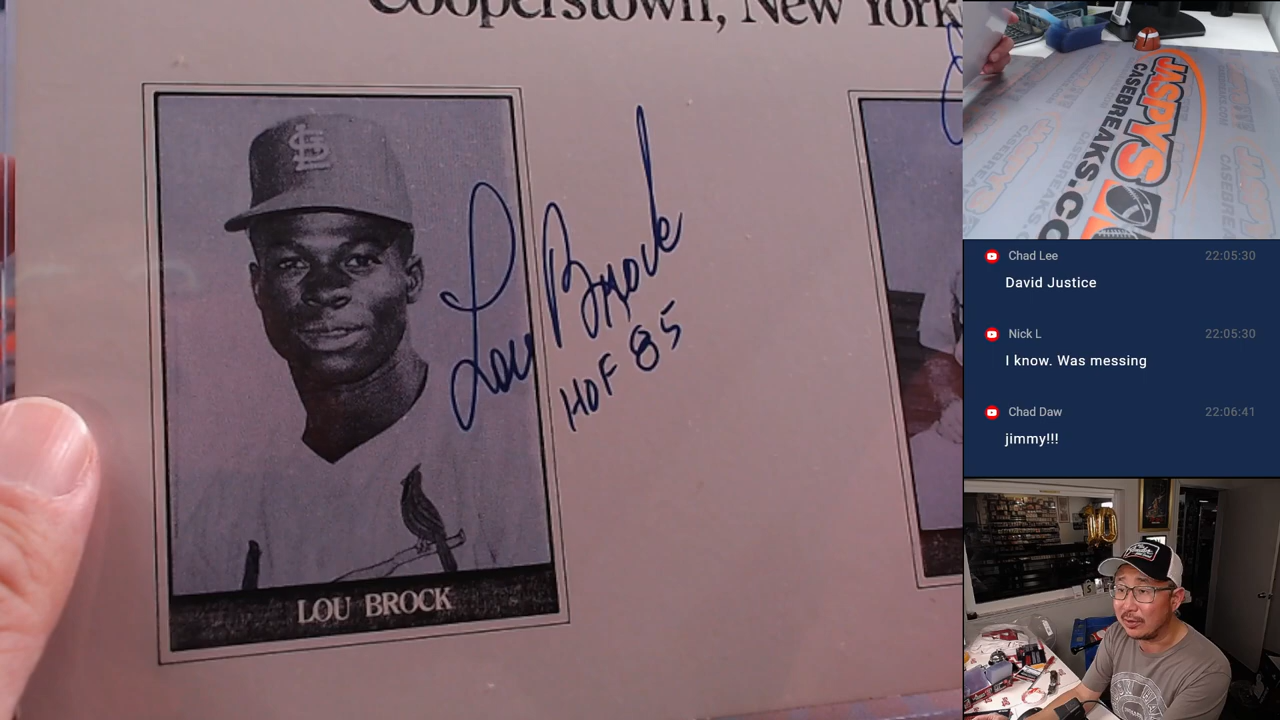 Cooperstown, New York
Lou Brock
HOF 85
LOU BROCK
JASPYS
CASEBREAKS.CO
Chad Lee 22:05:30
David Justice
Nick L 22:05:30
I know. Was messing
Chad Daw 22:06:41
jimmy!!!